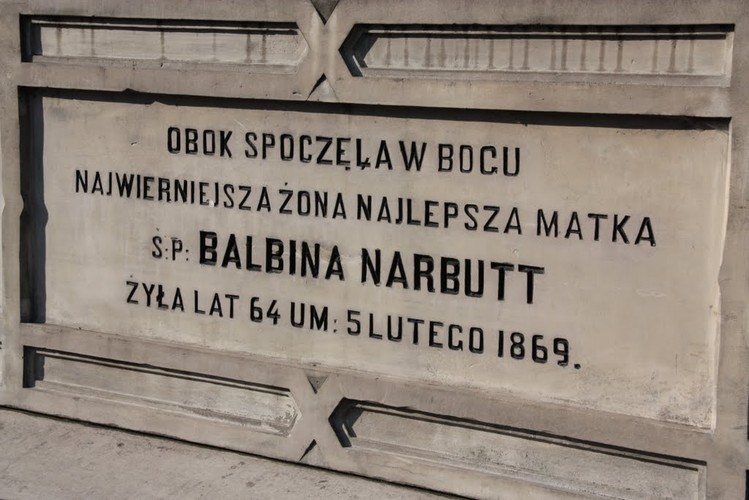 OBOK SPOCZĘŁA W BOGU
NAJWIERNIEJSZA ŻONA NAJLEPSZA MATKA
Ś:P: BALBINA NARBUTT
ŻYŁA LAT 64 UM: 5 LUTEGO 1869.